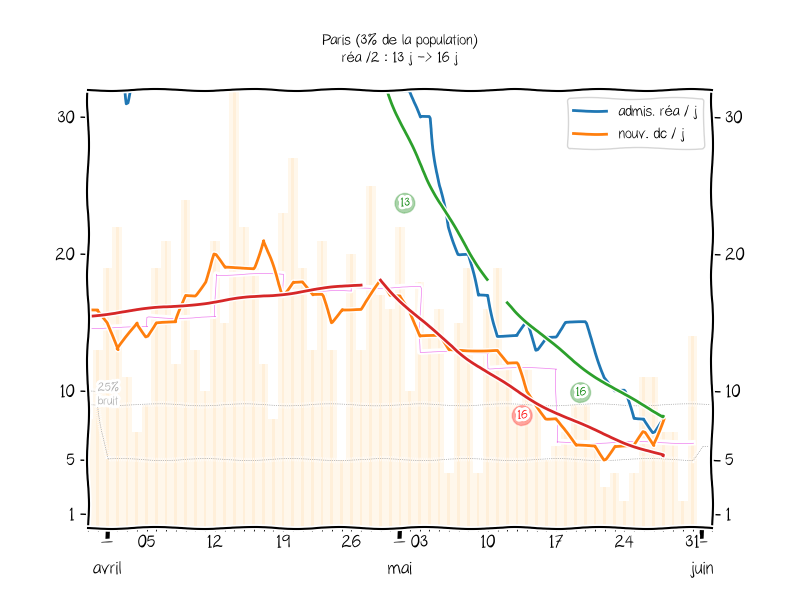 Paris (3% de la population)
réa /2 : 13 j -> 16 j
admis. réa / j
nouv. dc / j
30
20
10
5
1
30
20
10
5
1
13
16
16
25%
bruit
05
12
19
26
03
10
17
24
31
avril
mai
juin